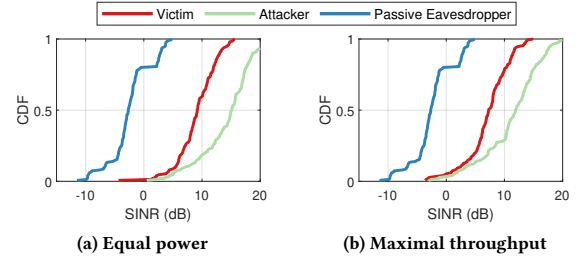 Victim Attacker Passive Eavesdropper
1
0.5
0
CDF
-10 0 10 20
SINR (dB)
(a) Equal power
1
0.5
0
CDF
-10 0 10 20
SINR (dB)
(b) Maximal throughput